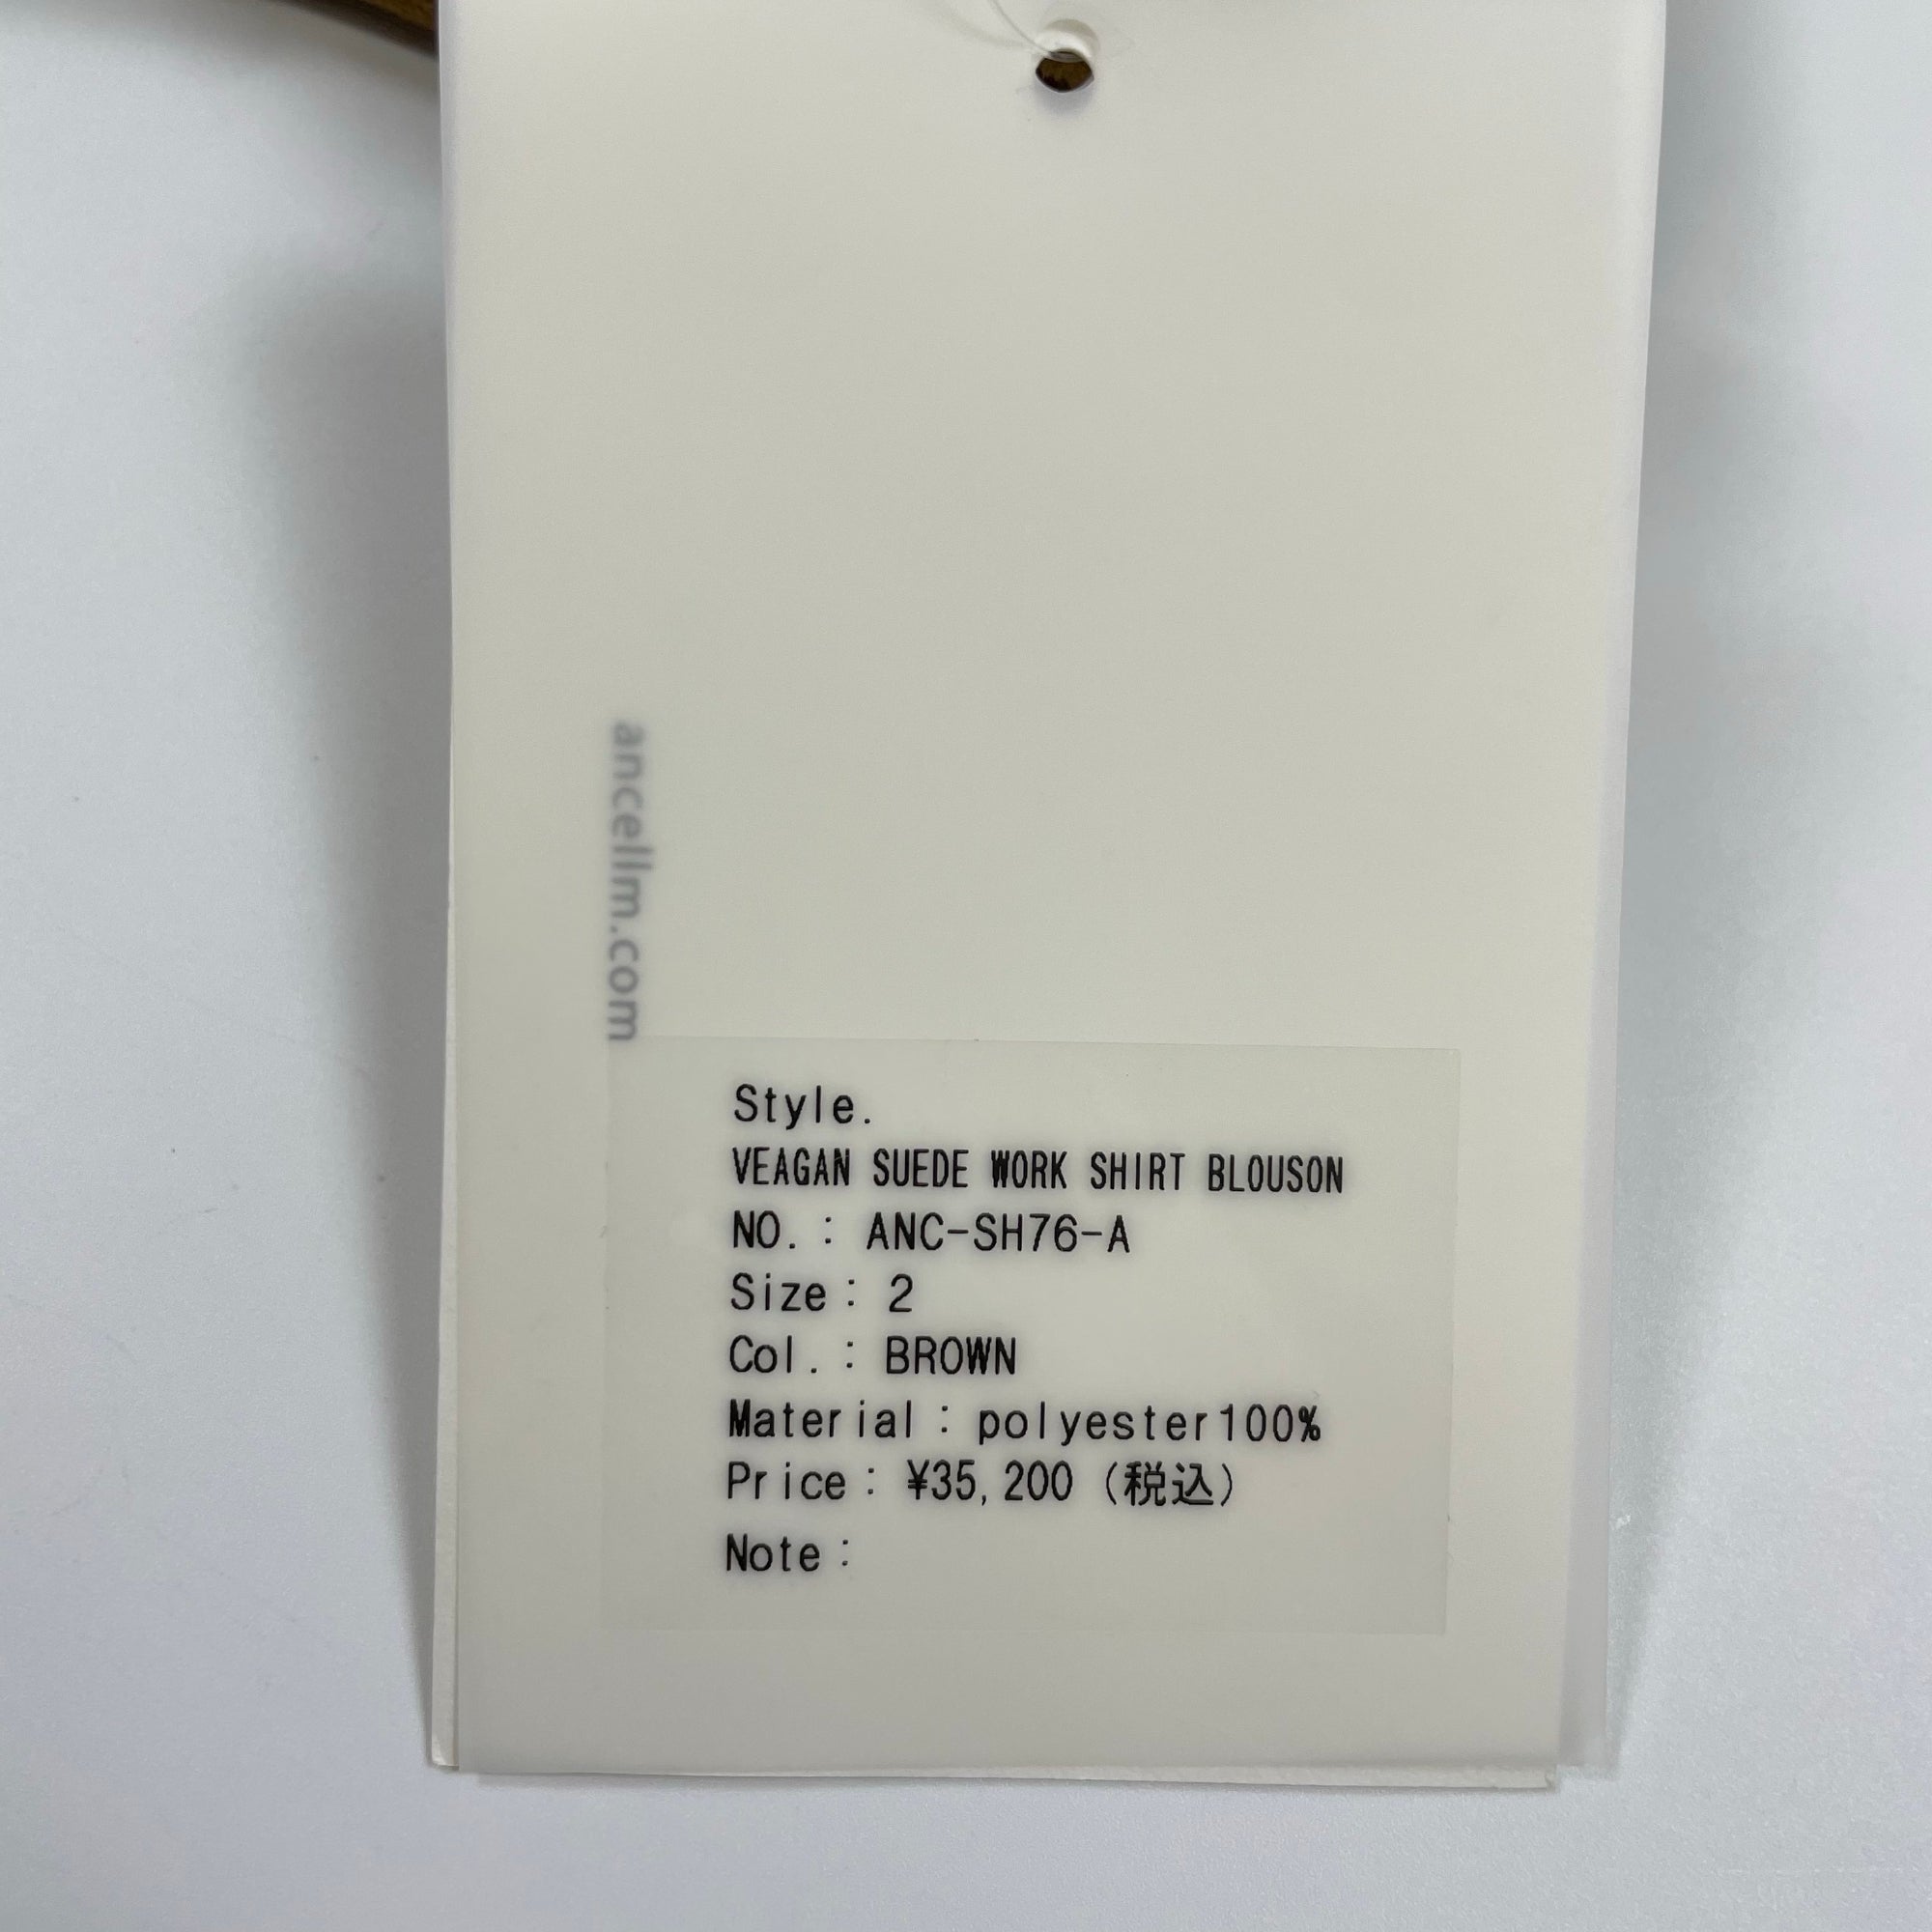 ancellm.com
Style.
VEAGAN SUEDE WORK SHIRT BLOUSON
NO.: ANC-SH76-A
Size: 2
Col.: BROWN
Material: polyester100%
Price: ¥35,200 (税込)
Note: